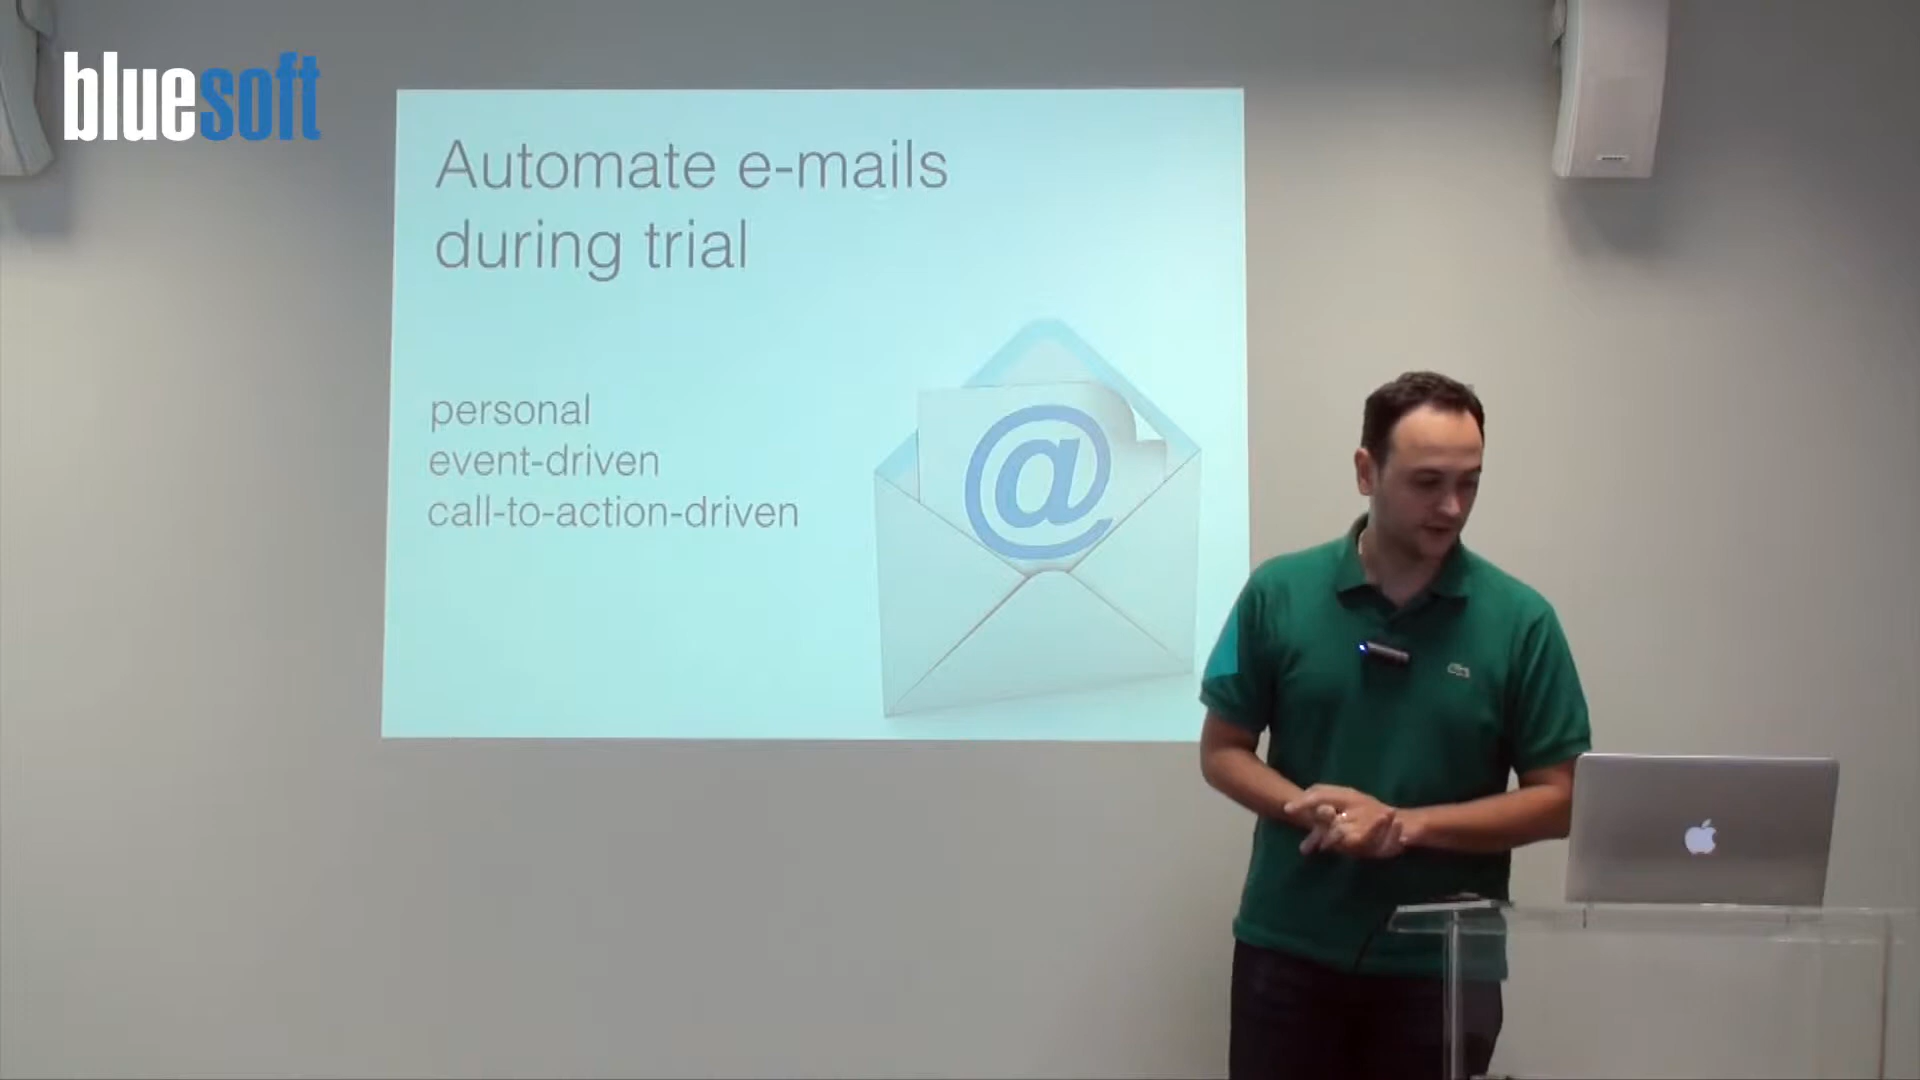 bluesoft
Automate e-mails
during trial
personal
event-driven
call-to-action-driven
@